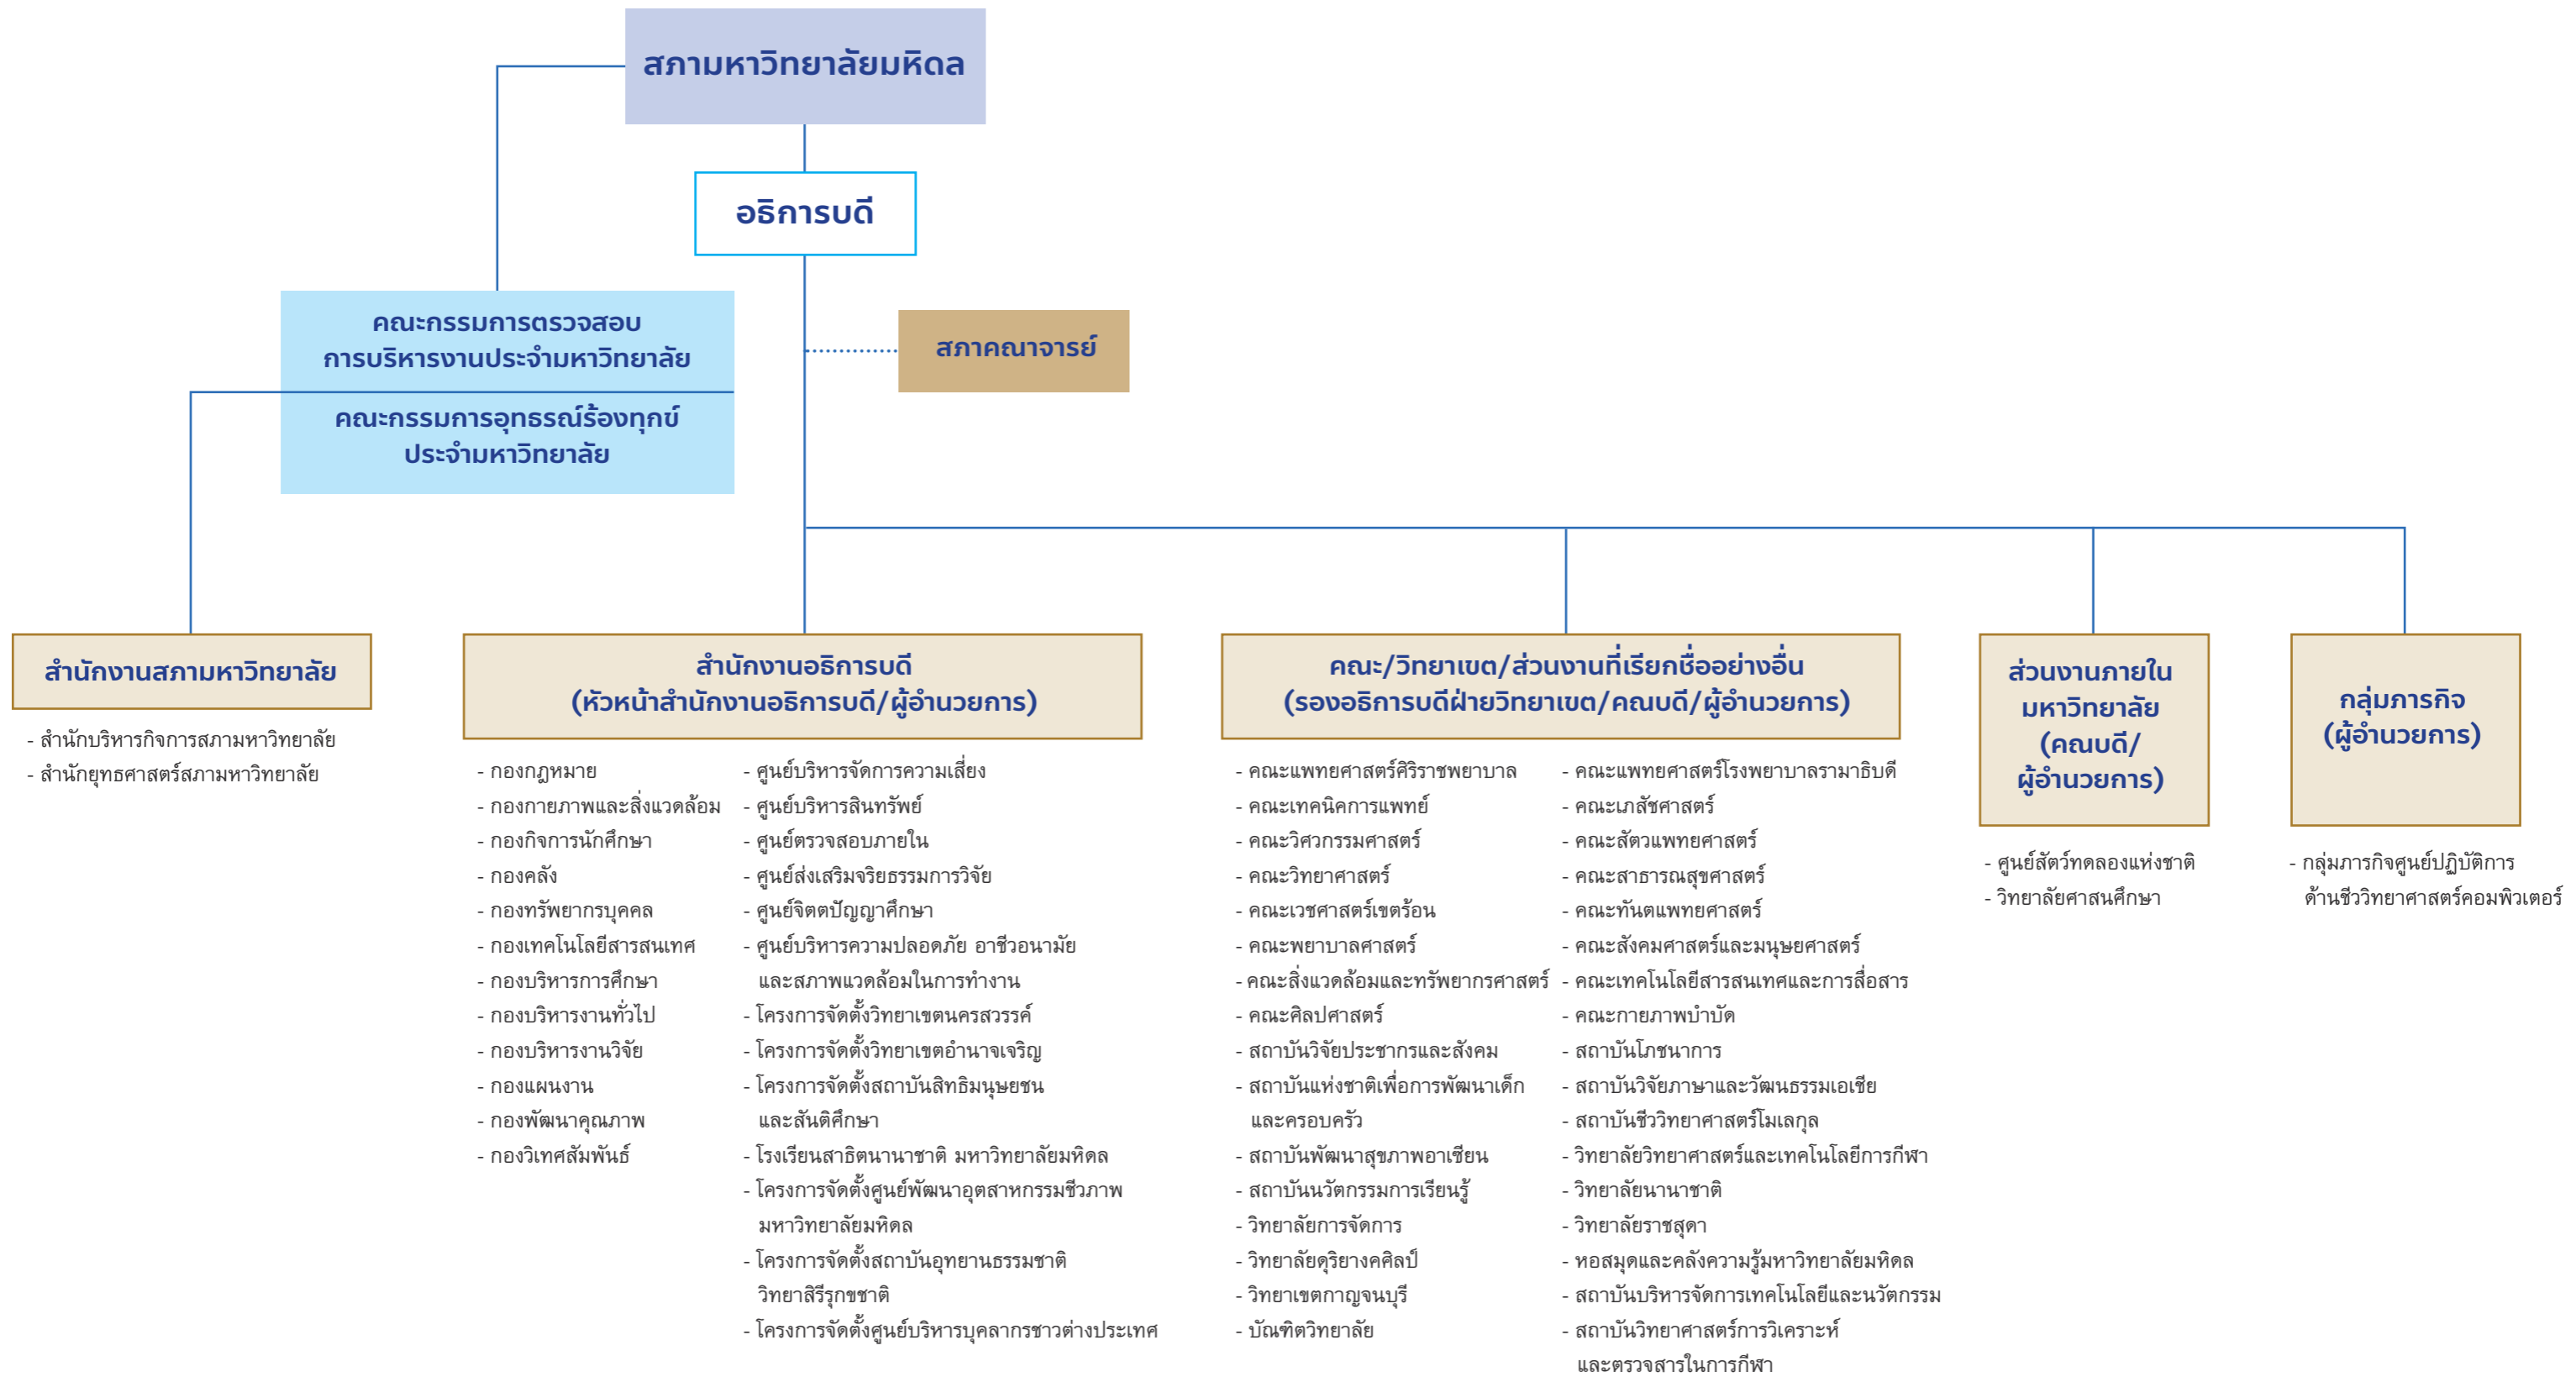 สภามหาวิทยาลัยมหิดล
อธิการบดี
คณะกรรมการตรวจสอบ
การบริหารงานประจำมหาวิทยาลัย
สภาคณาจารย์
คณะกรรมการอุทธรณ์ร้องทุกข์
ประจำมหาวิทยาลัย
สำนักงานสภามหาวิทยาลัย
- สำนักบริหารกิจการสภามหาวิทยาลัย
- สำนักยุทธศาสตร์สภามหาวิทยาลัย
สำนักงานอธิการบดี
(หัวหน้าสำนักงานอธิการบดี/ผู้อำนวยการ)
- กองกฎหมาย
- กองกายภาพและสิ่งแวดล้อม
- กองกิจการนักศึกษา
- กองคลัง
- กองทรัพยากรบุคคล
- กองเทคโนโลยีสารสนเทศ
- กองบริหารการศึกษา
- กองบริหารงานทั่วไป
- กองบริหารงานวิจัย
- กองแผนงาน
- กองพัฒนาคุณภาพ
- กองวิเทศสัมพันธ์
- ศูนย์บริหารจัดการความเสี่ยง
- ศูนย์บริหารสินทรัพย์
- ศูนย์ตรวจสอบภายใน
- ศูนย์ส่งเสริมจริยธรรมการวิจัย
- ศูนย์จิตตปัญญาศึกษา
- ศูนย์บริหารความปลอดภัย อาชีวอนามัย
และสภาพแวดล้อมในการทำงาน
- โครงการจัดตั้งวิทยาเขตนครสวรรค์
- โครงการจัดตั้งวิทยาเขตอำนาจเจริญ
- โครงการจัดตั้งสถาบันสิทธิมนุษยชน
และสันติศึกษา
- โรงเรียนสาธิตนานาชาติ มหาวิทยาลัยมหิดล
- โครงการจัดตั้งศูนย์พัฒนาอุตสาหกรรมชีวภาพ
มหาวิทยาลัยมหิดล
- โครงการจัดตั้งสถาบันอุทยานธรรมชาติ
วิทยาสิรีรุกขชาติ
- โครงการจัดตั้งศูนย์บริหารบุคลากรชาวต่างประเทศ
คณะ/วิทยาเขต/ส่วนงานที่เรียกชื่ออย่างอื่น
(รองอธิการบดีฝ่ายวิทยาเขต/คณบดี/ผู้อำนวยการ)
- คณะแพทยศาสตร์ศิริราชพยาบาล
- คณะเทคนิคการแพทย์
- คณะวิศวกรรมศาสตร์
- คณะวิทยาศาสตร์
- คณะเวชศาสตร์เขตร้อน
- คณะพยาบาลศาสตร์
- คณะสิ่งแวดล้อมและทรัพยากรศาสตร์
- คณะศิลปศาสตร์
- สถาบันวิจัยประชากรและสังคม
- สถาบันแห่งชาติเพื่อการพัฒนาเด็ก
และครอบครัว
- สถาบันพัฒนาสุขภาพอาเซียน
- สถาบันนวัตกรรมการเรียนรู้
- วิทยาลัยการจัดการ
- วิทยาลัยดุริยางคศิลป์
- วิทยาเขตกาญจนบุรี
- บัณฑิตวิทยาลัย
- คณะแพทยศาสตร์โรงพยาบาลรามาธิบดี
- คณะเภสัชศาสตร์
- คณะสัตวแพทยศาสตร์
- คณะสาธารณสุขศาสตร์
- คณะทันตแพทยศาสตร์
- คณะสังคมศาสตร์และมนุษยศาสตร์
- คณะเทคโนโลยีสารสนเทศและการสื่อสาร
- คณะกายภาพบำบัด
- สถาบันโภชนาการ
- สถาบันวิจัยภาษาและวัฒนธรรมเอเชีย
- สถาบันชีววิทยาศาสตร์โมเลกุล
- วิทยาลัยวิทยาศาสตร์และเทคโนโลยีการกีฬา
- วิทยาลัยนานาชาติ
- วิทยาลัยราชสุดา
- หอสมุดและคลังความรู้มหาวิทยาลัยมหิดล
- สถาบันบริหารจัดการเทคโนโลยีและนวัตกรรม
- สถาบันวิทยาศาสตร์การวิเคราะห์
และตรวจสารในการกีฬา
ส่วนงานภายใน
มหาวิทยาลัย
(คณบดี/
ผู้อำนวยการ)
- ศูนย์สัตว์ทดลองแห่งชาติ
- วิทยาลัยศาสนศึกษา
กลุ่มภารกิจ
(ผู้อำนวยการ)
- กลุ่มภารกิจศูนย์ปฏิบัติการ
ด้านชีววิทยาศาสตร์คอมพิวเตอร์